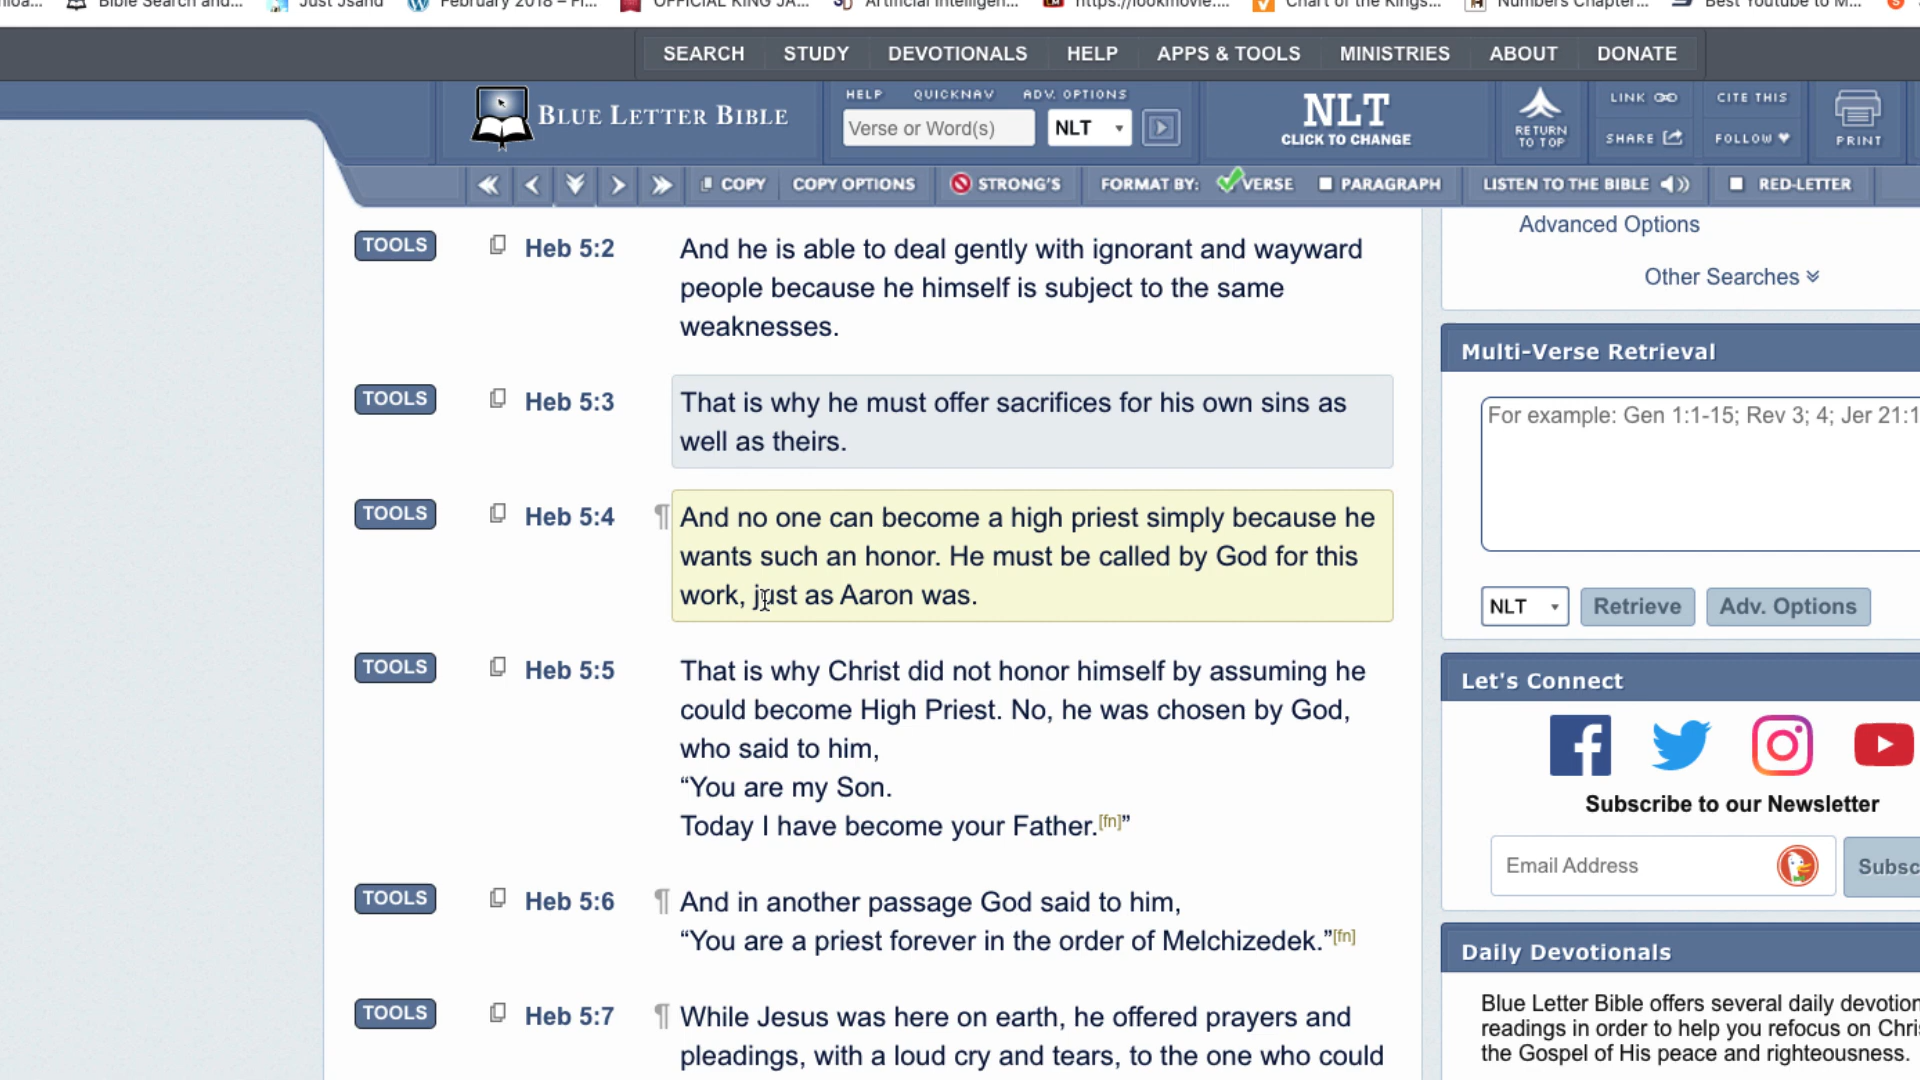 Bible Search and... Just Jsand February 2018 – Fi... OFFICIAL KING JA... Artificial Intelligen... https://lookmovie.... Chart of the Kings... Numbers Chapter... Best Youtube to M...
SEARCH STUDY DEVOTIONALS HELP APPS & TOOLS MINISTRIES ABOUT DONATE
BLUE LETTER BIBLE
HELP QUICKNAV ADV. OPTIONS
Verse or Word(s) NLT
NLT
CLICK TO CHANGE
RETURN
TO TOP
LINK
SHARE
CITE THIS
FOLLOW
PRINT
COPY COPY OPTIONS STRONG'S FORMAT BY: VERSE PARAGRAPH LISTEN TO THE BIBLE RED-LETTER
TOOLS Heb 5:2 And he is able to deal gently with ignorant and wayward
people because he himself is subject to the same
weaknesses.
TOOLS Heb 5:3 That is why he must offer sacrifices for his own sins as
well as theirs.
TOOLS Heb 5:4 ¶ And no one can become a high priest simply because he
wants such an honor. He must be called by God for this
work, just as Aaron was.
TOOLS Heb 5:5 That is why Christ did not honor himself by assuming he
could become High Priest. No, he was chosen by God,
who said to him,
“You are my Son.
Today I have become your Father.[fn]”
TOOLS Heb 5:6 ¶ And in another passage God said to him,
“You are a priest forever in the order of Melchizedek.”[fn]
TOOLS Heb 5:7 ¶ While Jesus was here on earth, he offered prayers and
pleadings, with a loud cry and tears, to the one who could
Advanced Options
Other Searches
Multi-Verse Retrieval
For example: Gen 1:1-15; Rev 3; 4; Jer 21:1
NLT Retrieve Adv. Options
Let's Connect
Subscribe to our Newsletter
Email Address Subsc
Daily Devotionals
Blue Letter Bible offers several daily devotion
readings in order to help you refocus on Chri
the Gospel of His peace and righteousness.